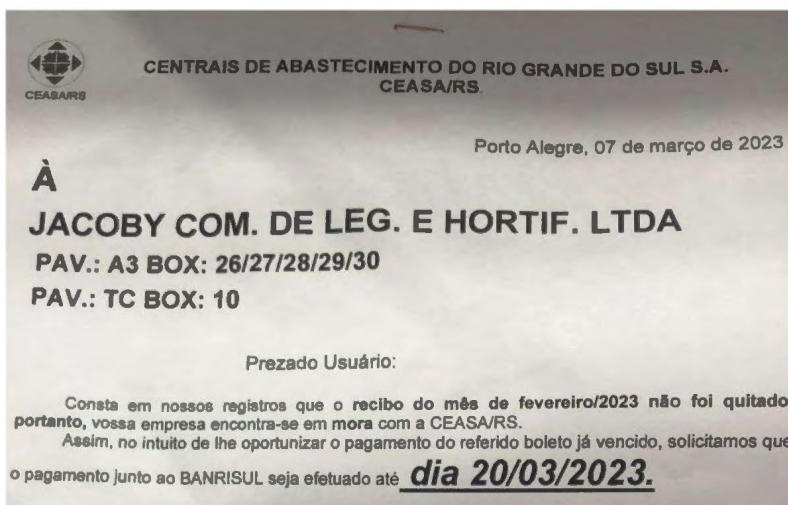 CEASA/RS
CENTRAIS DE ABASTECIMENTO DO RIO GRANDE DO SUL S.A.
CEASA/RS.
Porto Alegre, 07 de março de 2023
À
JACOBY COM. DE LEG. E HORTIF. LTDA
PAV.: A3 BOX: 26/27/28/29/30
PAV.: TC BOX: 10
Prezado Usuário:
Consta em nossos registros que o recibo do mês de fevereiro/2023 não foi quitado
portanto, vossa empresa encontra-se em mora com a CEASA/RS.
Assim, no intuito de lhe oportunizar o pagamento do referido boleto já vencido, solicitamos que
o pagamento junto ao BANRISUL seja efetuado até dia 20/03/2023.